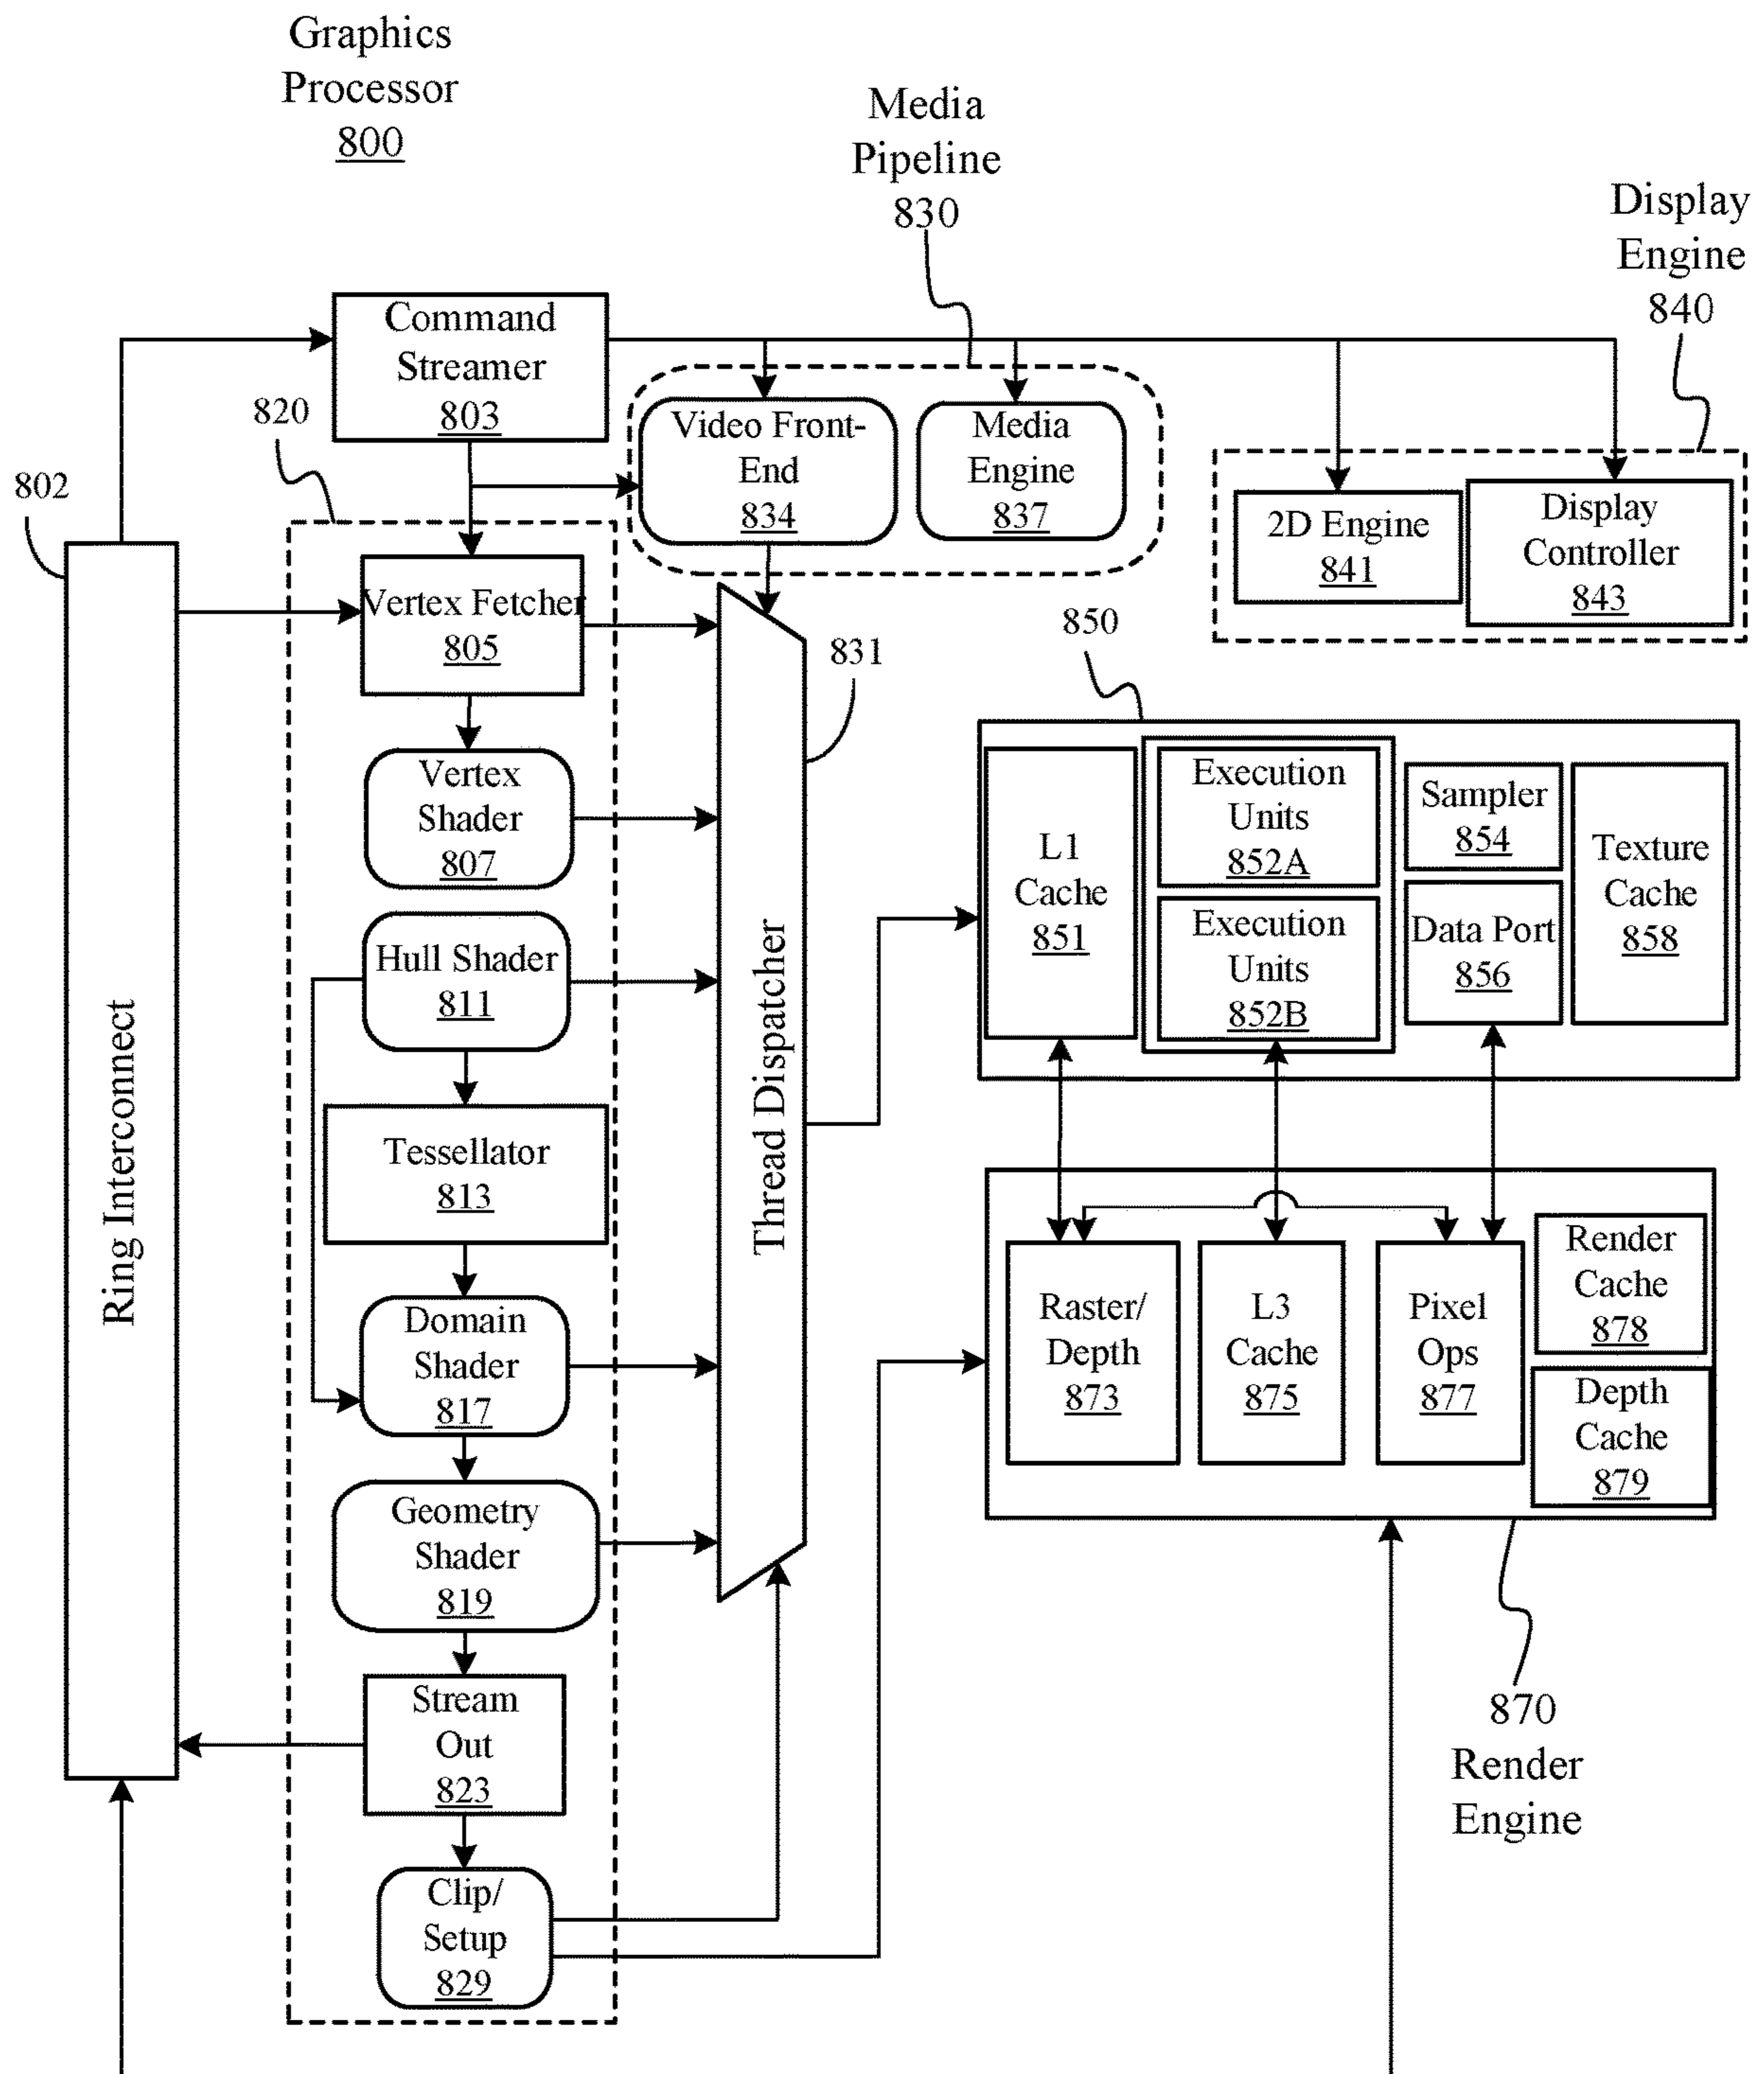 Graphics
Processor
800
Media
Pipeline
830
Display
Engine
840
Command
Streamer
803
820
802
Video Front-
End
834
Media
Engine
837
2D Engine
841
Display
Controller
843
Vertex Fetcher
805
831
850
Vertex
Shader
807
Hull Shader
811
Tessellator
813
Domain
Shader
817
Geometry
Shader
819
Stream
Out
823
Clip/
Setup
829
Ring Interconnect
Thread Dispatcher
L1
Cache
851
Execution
Units
852A
Execution
Units
852B
Sampler
854
Data Port
856
Texture
Cache
858
Raster/
Depth
873
L3
Cache
875
Pixel
Ops
877
Render
Cache
878
Depth
Cache
879
870
Render
Engine